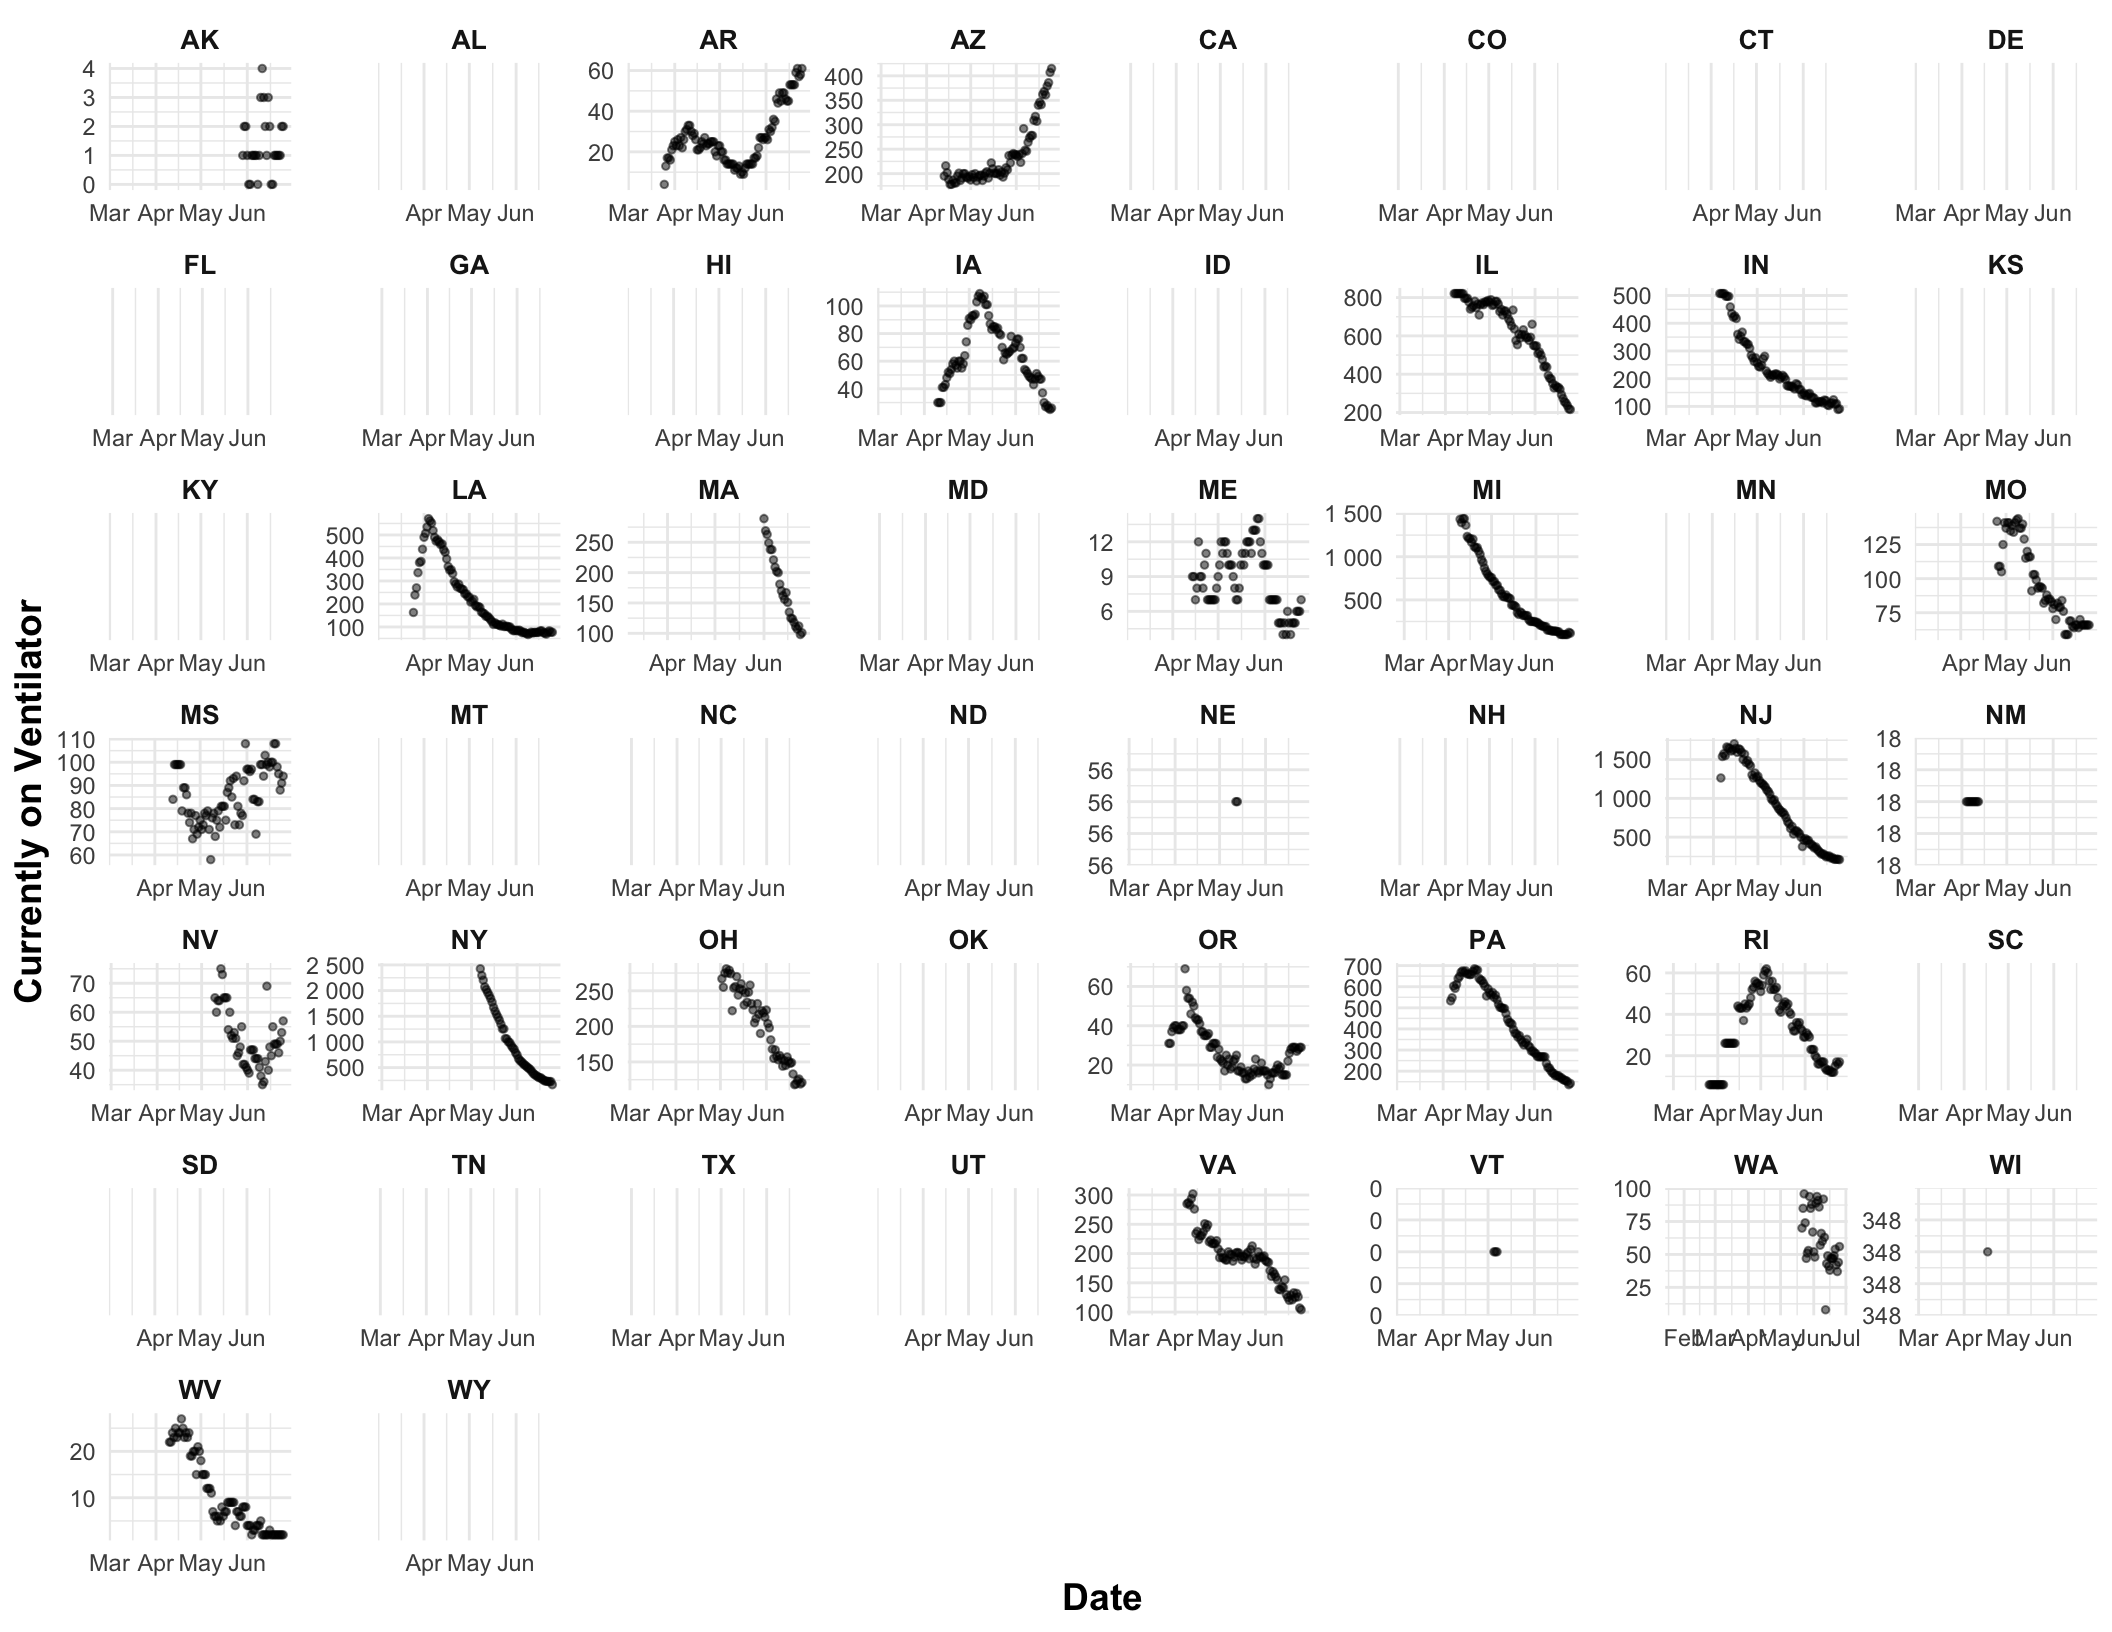 AK AL AR AZ CA CO CT DE
4 3 2 1 0
60 40 20
400 350 300 250 200
Mar Apr May Jun Apr May Jun Mar Apr May Jun Mar Apr May Jun Mar Apr May Jun Mar Apr May Jun Apr May Jun Mar Apr May Jun
FL GA HI IA ID IL IN KS
100 80 60 40
800 600 400 200
500 400 300 200 100
Mar Apr May Jun Mar Apr May Jun Apr May Jun Mar Apr May Jun Apr May Jun Mar Apr May Jun Mar Apr May Jun Mar Apr May Jun
KY LA MA MD ME MI MN MO
500 400 300 200 100
250 200 150 100
12 9 6
1 500 1 000 500
125 100 75
Mar Apr May Jun Apr May Jun Apr May Jun Mar Apr May Jun Apr May Jun Mar Apr May Jun Mar Apr May Jun Apr May Jun
Currently on Ventilator
MS MT NC ND NE NH NJ NM
110 100 90 80 70 60
56 56 56 56
1 500 1 000 500
18 18 18 18 18
Apr May Jun Apr May Jun Mar Apr May Jun Apr May Jun Mar Apr May Jun Mar Apr May Jun Mar Apr May Jun Mar Apr May Jun
NV NY OH OK OR PA RI SC
70 60 50 40
2 500 2 000 1 500 1 000 500
250 200 150
60 40 20
700 600 500 400 300 200
60 40 20
Mar Apr May Jun Mar Apr May Jun Mar Apr May Jun Apr May Jun Mar Apr May Jun Mar Apr May Jun Mar Apr May Jun Mar Apr May Jun
SD TN TX UT VA VT WA WI
300 250 200 150 100
0 0 0 0 0
100 75 50 25
348 348 348 348
Apr May Jun Mar Apr May Jun Mar Apr May Jun Apr May Jun Mar Apr May Jun Mar Apr May Jun Feb Mar Apr May Jun Jul Mar Apr May Jun
WV WY
20 10
Mar Apr May Jun Apr May Jun
Date